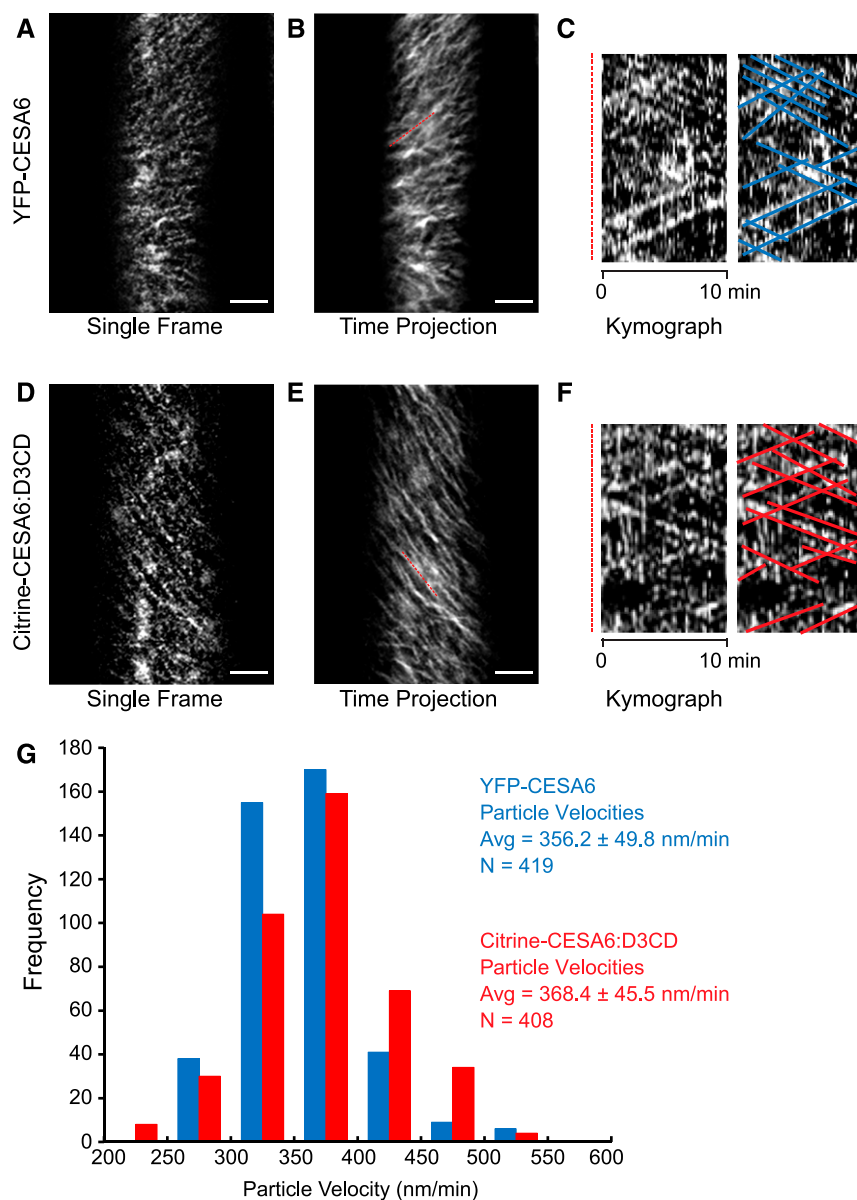 A
B
C
YFP-CESA6
0
10 min
Single Frame
Time Projection
Kymograph
D
E
F
Citrine-CESA6:D3CD
0
10 min
Single Frame
Time Projection
Kymograph
G
180
160
140
120
100
80
60
40
20
0
Frequency
YFP-CESA6
Particle Velocities
Avg = 356.2 ± 49.8 nm/min
N = 419
Citrine-CESA6:D3CD
Particle Velocities
Avg = 368.4 ± 45.5 nm/min
N = 408
200 250 300 350 400 450 500 550 600
Particle Velocity (nm/min)